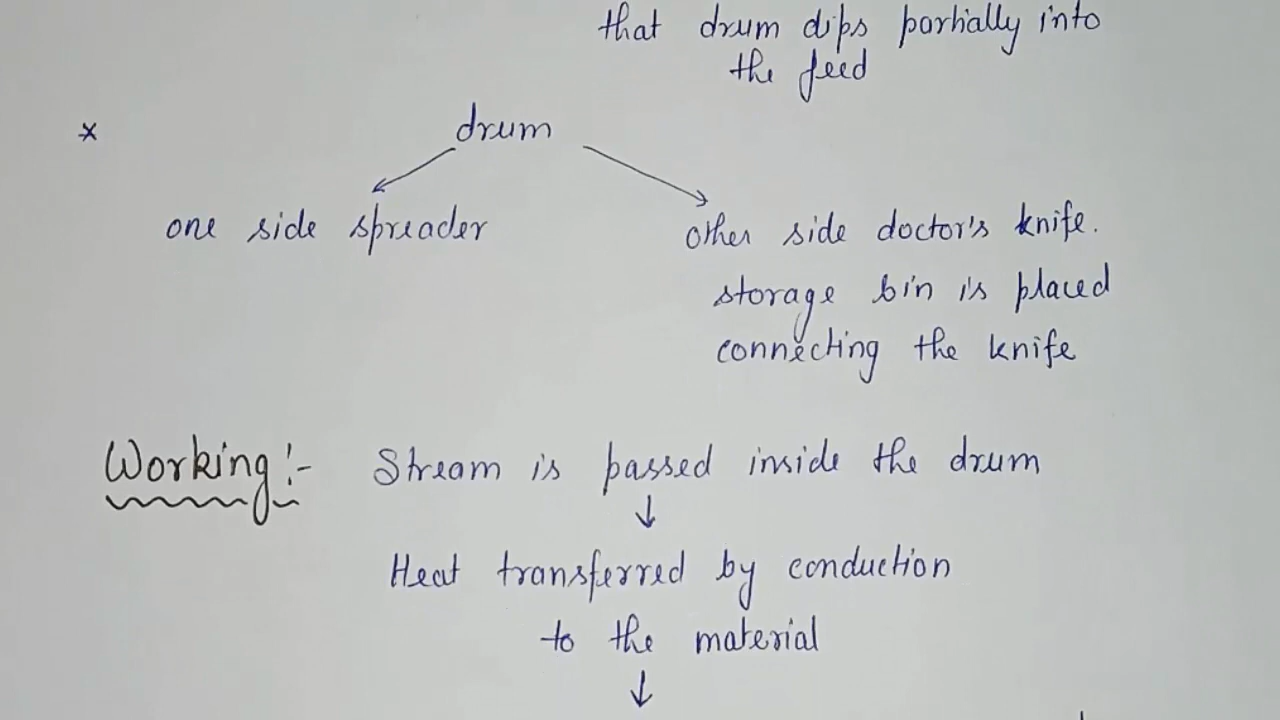 that drum dips partially into
the feed
* drum
one side spreader
other side doctor's knife.
storage bin is placed
connecting the knife
Working :- Stream is passed inside the drum
↓
Heat transferred by conduction
to the material
↓